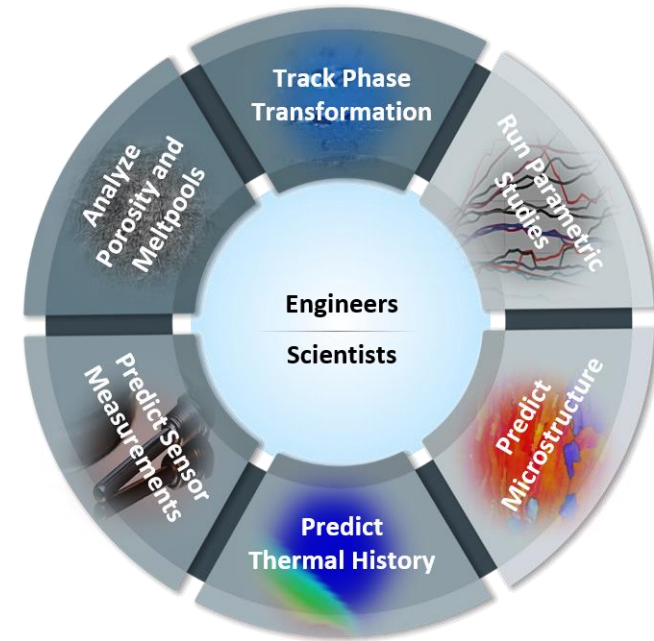 Track Phase
Transformation
Run Parametric
Studies
Predict
Microstructure
Predict
Thermal History
Predict Sensor
Measurements
Analyze
Porosity and
Meltpools
Engineers
Scientists